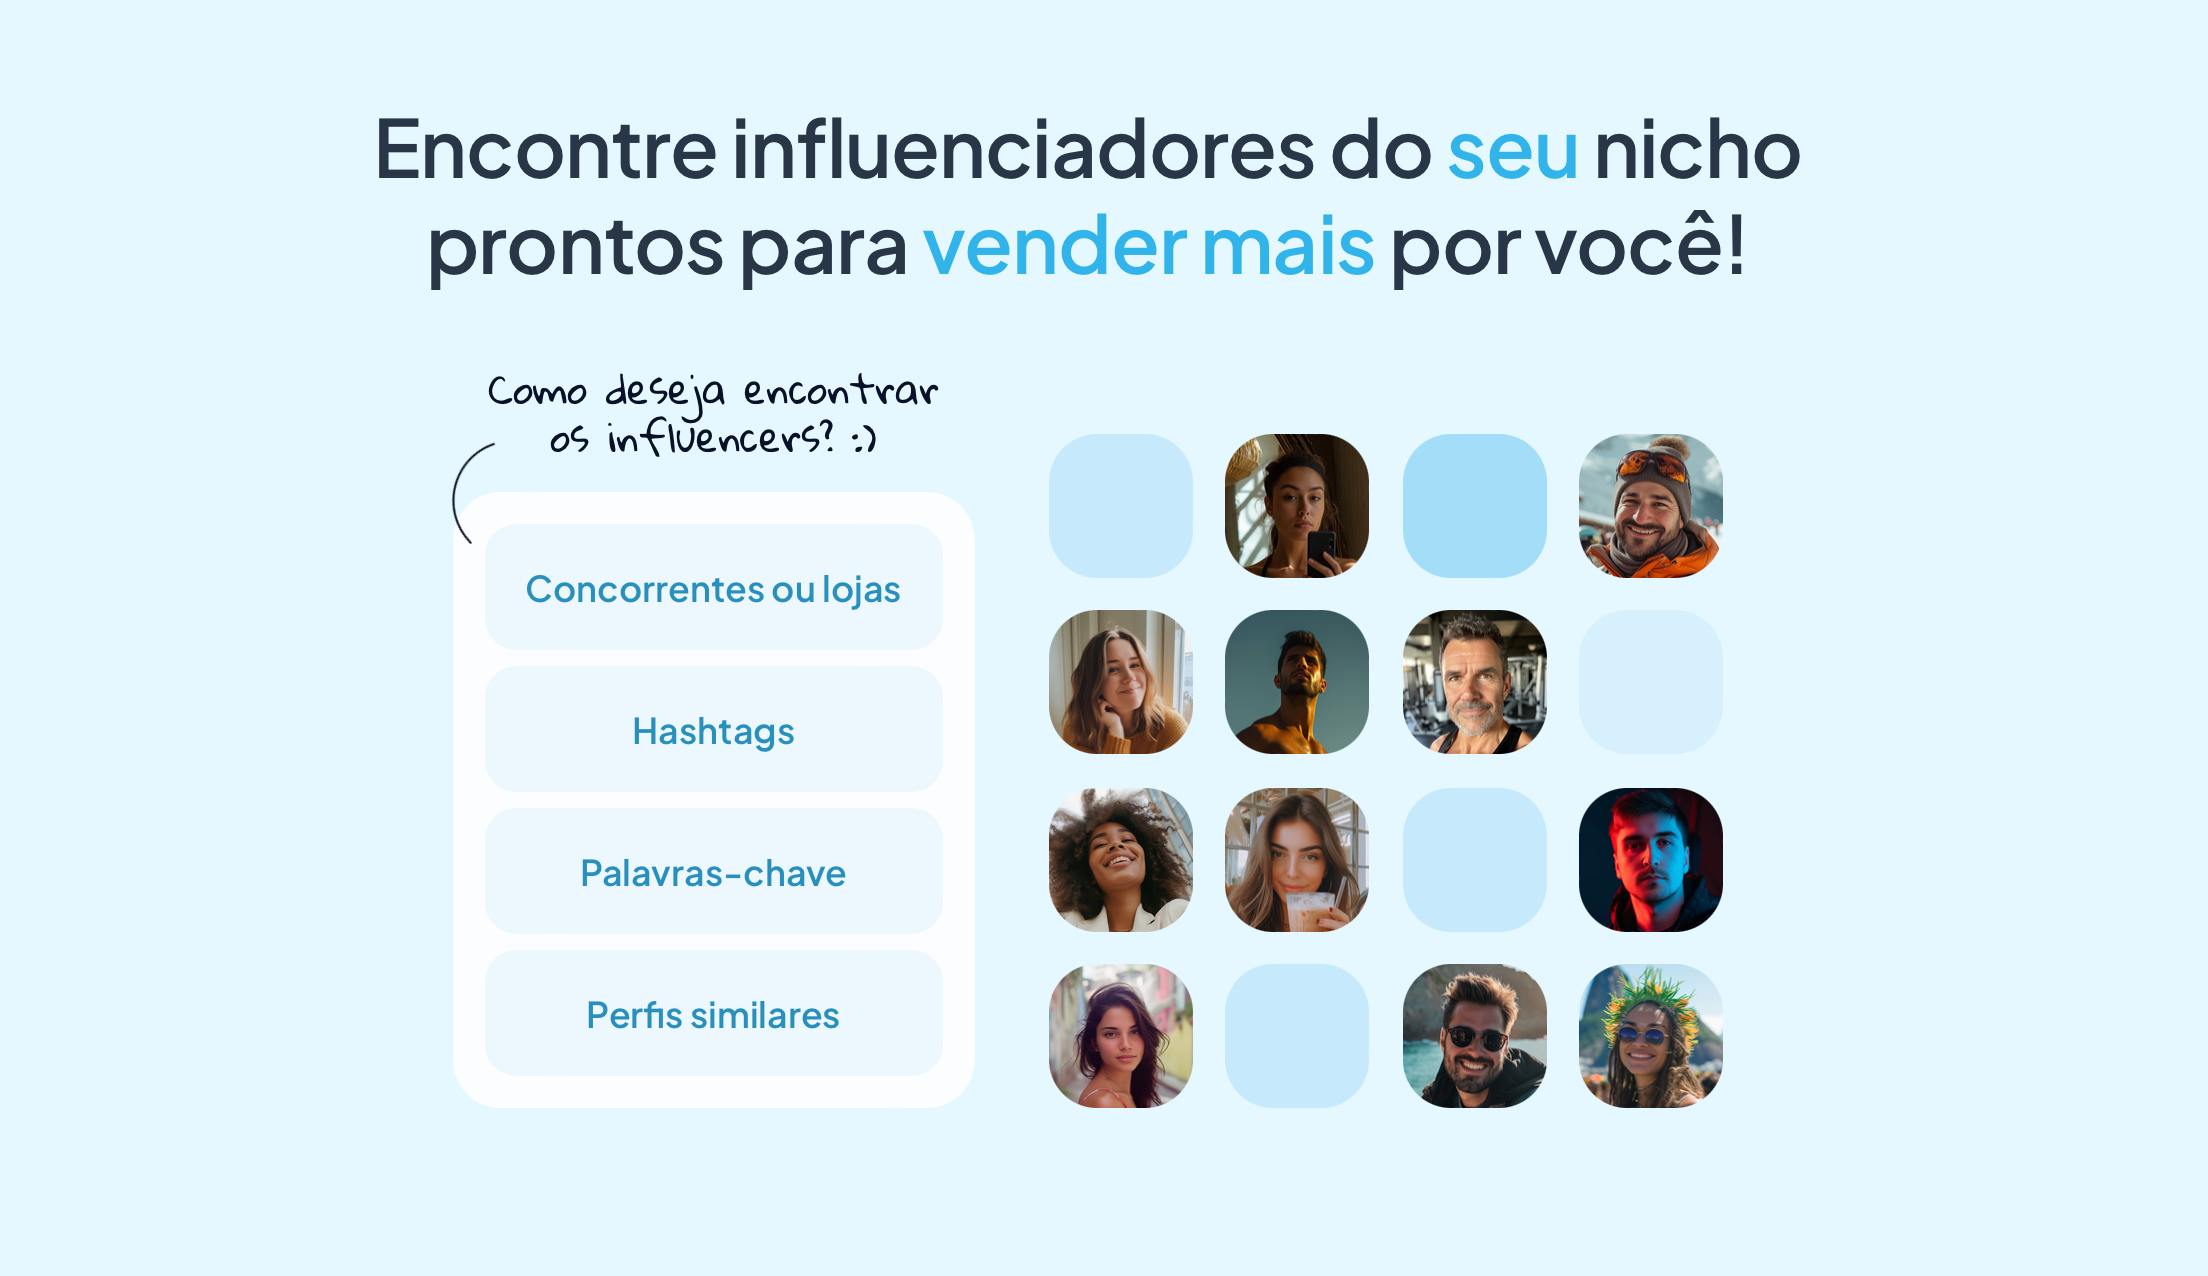 Encontre influenciadores do seu nicho
prontos para vender mais por você!
Como deseja encontrar
os influencers? :)
Concorrentes ou lojas
Hashtags
Palavras-chave
Perfis similares